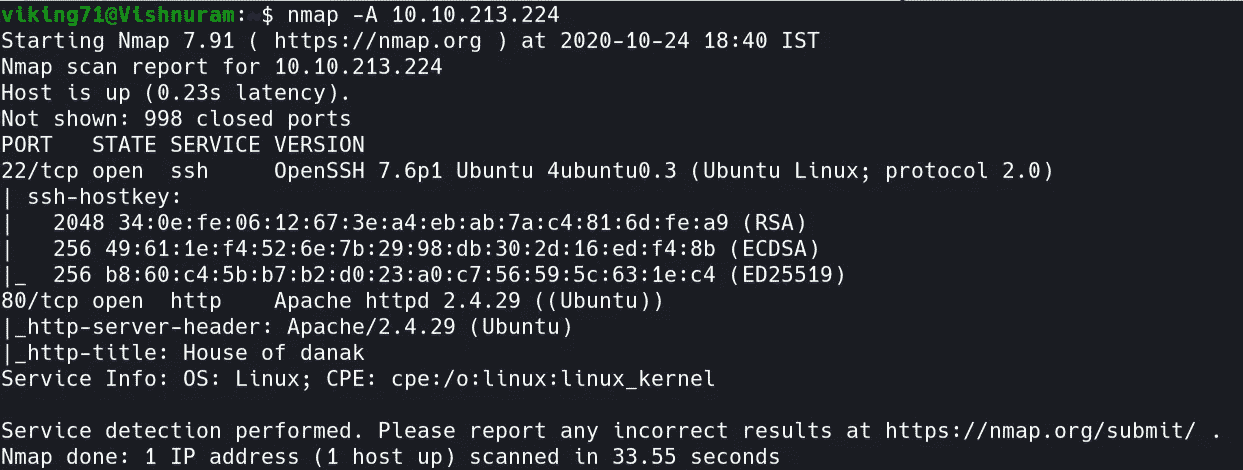 viking71@Vishnuram:~$ nmap -A 10.10.213.224
Starting Nmap 7.91 ( https://nmap.org ) at 2020-10-24 18:40 IST
Nmap scan report for 10.10.213.224
Host is up (0.23s latency).
Not shown: 998 closed ports
PORT   STATE SERVICE VERSION
22/tcp open  ssh     OpenSSH 7.6p1 Ubuntu 4ubuntu0.3 (Ubuntu Linux; protocol 2.0)
| ssh-hostkey:
|   2048 34:0e:fe:06:12:67:3e:a4:eb:ab:7a:c4:81:6d:fe:a9 (RSA)
|   256 49:61:1e:f4:52:6e:7b:29:98:db:30:2d:16:ed:f4:8b (ECDSA)
|_  256 b8:60:c4:5b:b7:b2:d0:23:a0:c7:56:59:5c:63:1e:c4 (ED25519)
80/tcp open  http    Apache httpd 2.4.29 ((Ubuntu))
|_http-server-header: Apache/2.4.29 (Ubuntu)
|_http-title: House of danak
Service Info: OS: Linux; CPE: cpe:/o:linux:linux_kernel
Service detection performed. Please report any incorrect results at https://nmap.org/submit/ .
Nmap done: 1 IP address (1 host up) scanned in 33.55 seconds